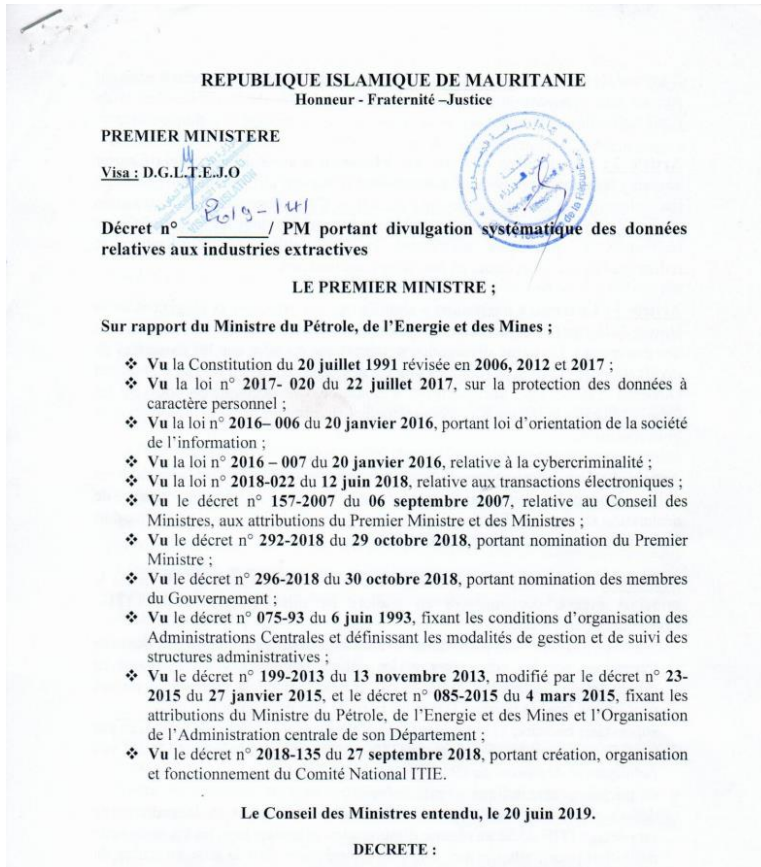 REPUBLIQUE ISLAMIQUE DE MAURITANIE
Honneur - Fraternité –Justice
PREMIER MINISTERE
Visa : D.G.L.T.E.J.O
2019-141
Décret n°__________/ PM portant divulgation systématique des données
relatives aux industries extractives
LE PREMIER MINISTRE ;
Sur rapport du Ministre du Pétrole, de l'Energie et des Mines ;
❖ Vu la Constitution du 20 juillet 1991 révisée en 2006, 2012 et 2017 ;
❖ Vu la loi n° 2017- 020 du 22 juillet 2017, sur la protection des données à
caractère personnel ;
❖ Vu la loi n° 2016– 006 du 20 janvier 2016, portant loi d'orientation de la société
de l'information ;
❖ Vu la loi n° 2016 – 007 du 20 janvier 2016, relative à la cybercriminalité ;
❖ Vu la loi n° 2018-022 du 12 juin 2018, relative aux transactions électroniques ;
❖ Vu le décret n° 157-2007 du 06 septembre 2007, relative au Conseil des
Ministres, aux attributions du Premier Ministre et des Ministres ;
❖ Vu le décret n° 292-2018 du 29 octobre 2018, portant nomination du Premier
Ministre ;
❖ Vu le décret n° 296-2018 du 30 octobre 2018, portant nomination des membres
du Gouvernement ;
❖ Vu le décret n° 075-93 du 6 juin 1993, fixant les conditions d'organisation des
Administrations Centrales et définissant les modalités de gestion et de suivi des
structures administratives ;
❖ Vu le décret n° 199-2013 du 13 novembre 2013, modifié par le décret n° 23-
2015 du 27 janvier 2015, et le décret n° 085-2015 du 4 mars 2015, fixant les
attributions du Ministre du Pétrole, de l'Energie et des Mines et l'Organisation
de l'Administration centrale de son Département ;
❖ Vu le décret n° 2018-135 du 27 septembre 2018, portant création, organisation
et fonctionnement du Comité National ITIE.
Le Conseil des Ministres entendu, le 20 juin 2019.
DECRETE :